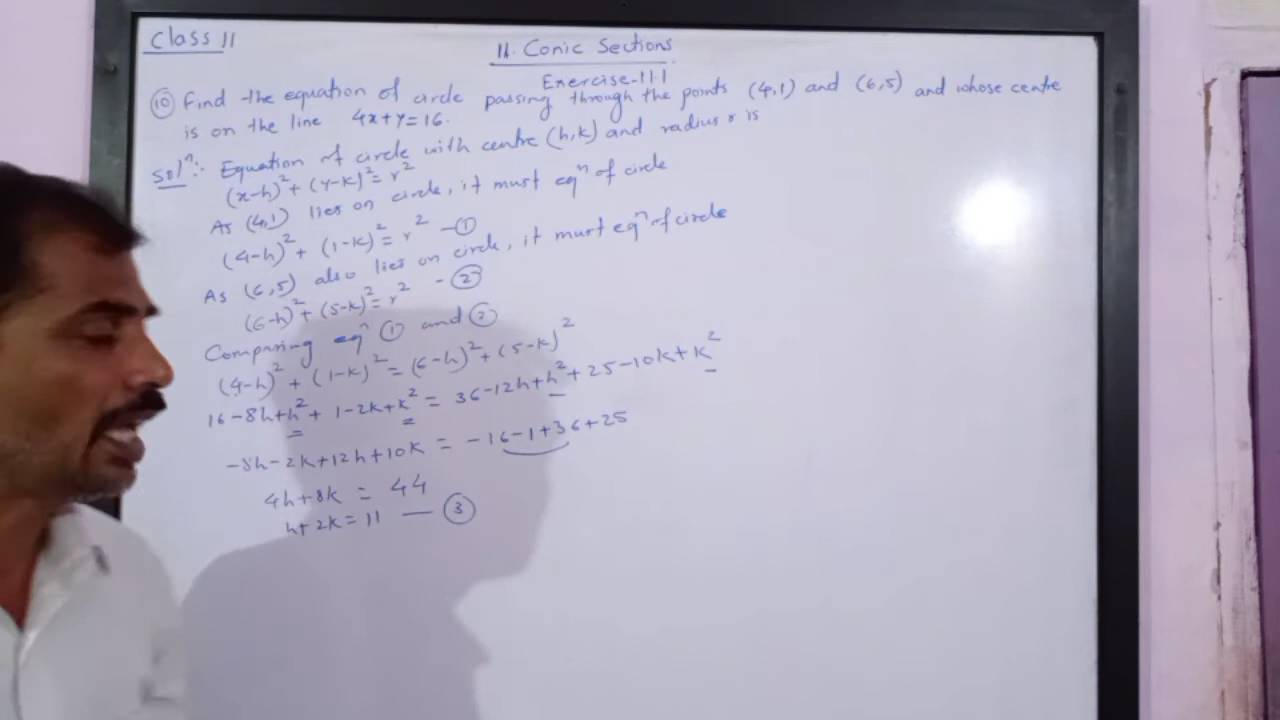 Class 11
11. Conic Sections
Exercise-11.1
(10) Find the equation of circle passing through the points (4,1) and (6,5) and whose centre
is on the line 4x+y=16.
Solⁿ:- Equation of circle with centre (h,k) and radius r is
(x-h)²+(y-k)²=r²
As (4,1) lies on circle, it must eqⁿ of circle
(4-h)²+(1-k)²=r² -①
As (6,5) also lies on circle, it must eqⁿ of circle
(6-h)²+(5-k)²=r² -②
Comparing eqⁿ ① and ②
(4-h)²+(1-k)²=(6-h)²+(5-k)²
16-8h+h²+1-2k+k²=36-12h+h²+25-10k+k²
-8h-2k+12h+10k=-16-1+36+25
4h+8k=44
h+2k=11 — ③